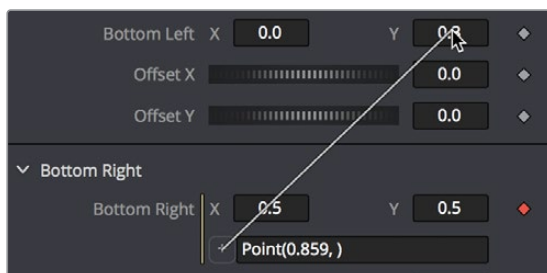 Bottom Left X 0.0 Y
Offset X 0.0
Offset Y 0.0
Bottom Right
Bottom Right X 0.5 Y 0.5
Point(0.859, )